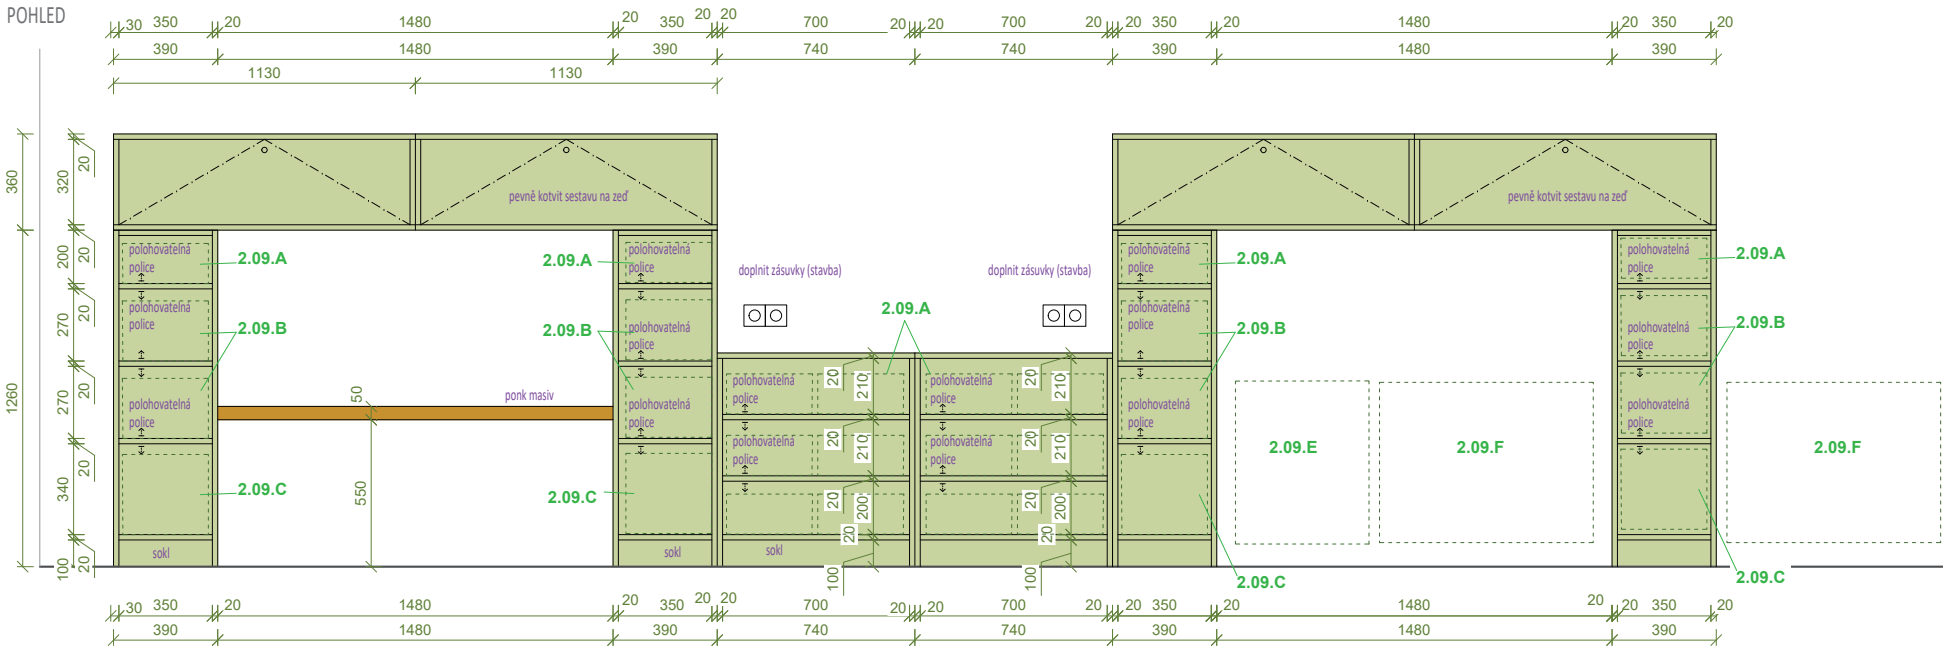 POHLED
30 350 20 1480 20 350 20 20 700 20 20 700 20 20 350 20 1480 20 350 20
390 1480 390 740 740 390 1480 390
1130 1130
360 320 20
pevně kotvit sestavu na zeď
pevně kotvit sestavu na zeď
1260
200 20
polohovatelná
police
2.09.A
2.09.A
polohovatelná
police
doplnit zásuvky (stavba)
doplnit zásuvky (stavba)
polohovatelná
police
2.09.A
polohovatelná
police
2.09.A
270 20
polohovatelná
police
2.09.B
2.09.B
polohovatelná
police
2.09.A
polohovatelná
police
2.09.B
polohovatelná
police
2.09.B
270 20
polohovatelná
police
50
ponk masiv
polohovatelná
police
polohovatelná
police
20 210
polohovatelná
police
20 210
polohovatelná
police
polohovatelná
police
polohovatelná
police
20 210
polohovatelná
police
20 210
2.09.E
2.09.F
2.09.F
340 20
2.09.C
550
2.09.C
20 200
20 200
20
20
100 20
sokl
sokl
sokl
100
100
2.09.C
2.09.C
30 350 20 1480 20 350 20 20 700 20 20 700 20 20 350 20 1480 20 20 350 20
390 1480 390 740 740 390 1480 390